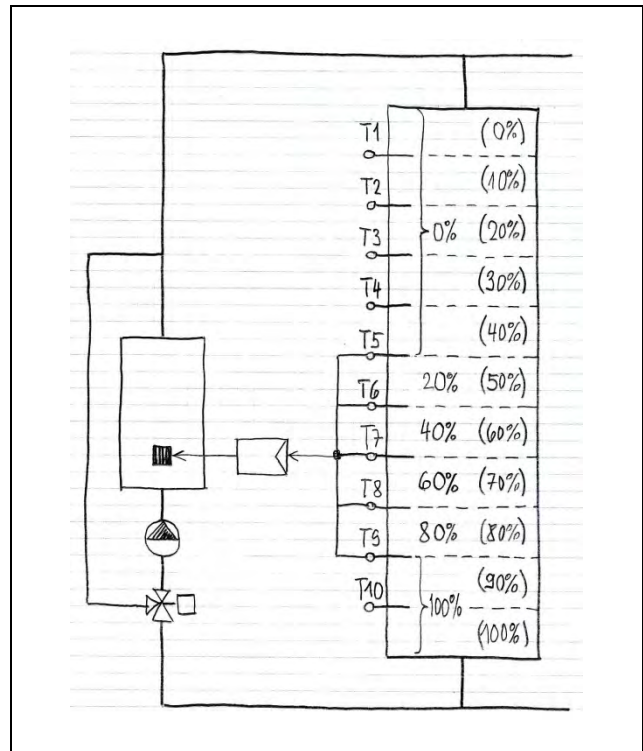 T1
(0%)
T2
(10%)
T3
0% (20%)
T4
(30%)
T5
(40%)
T6
20% (50%)
T7
40% (60%)
T8
60% (70%)
T9
80% (80%)
(90%)
T10
100%
(100%)